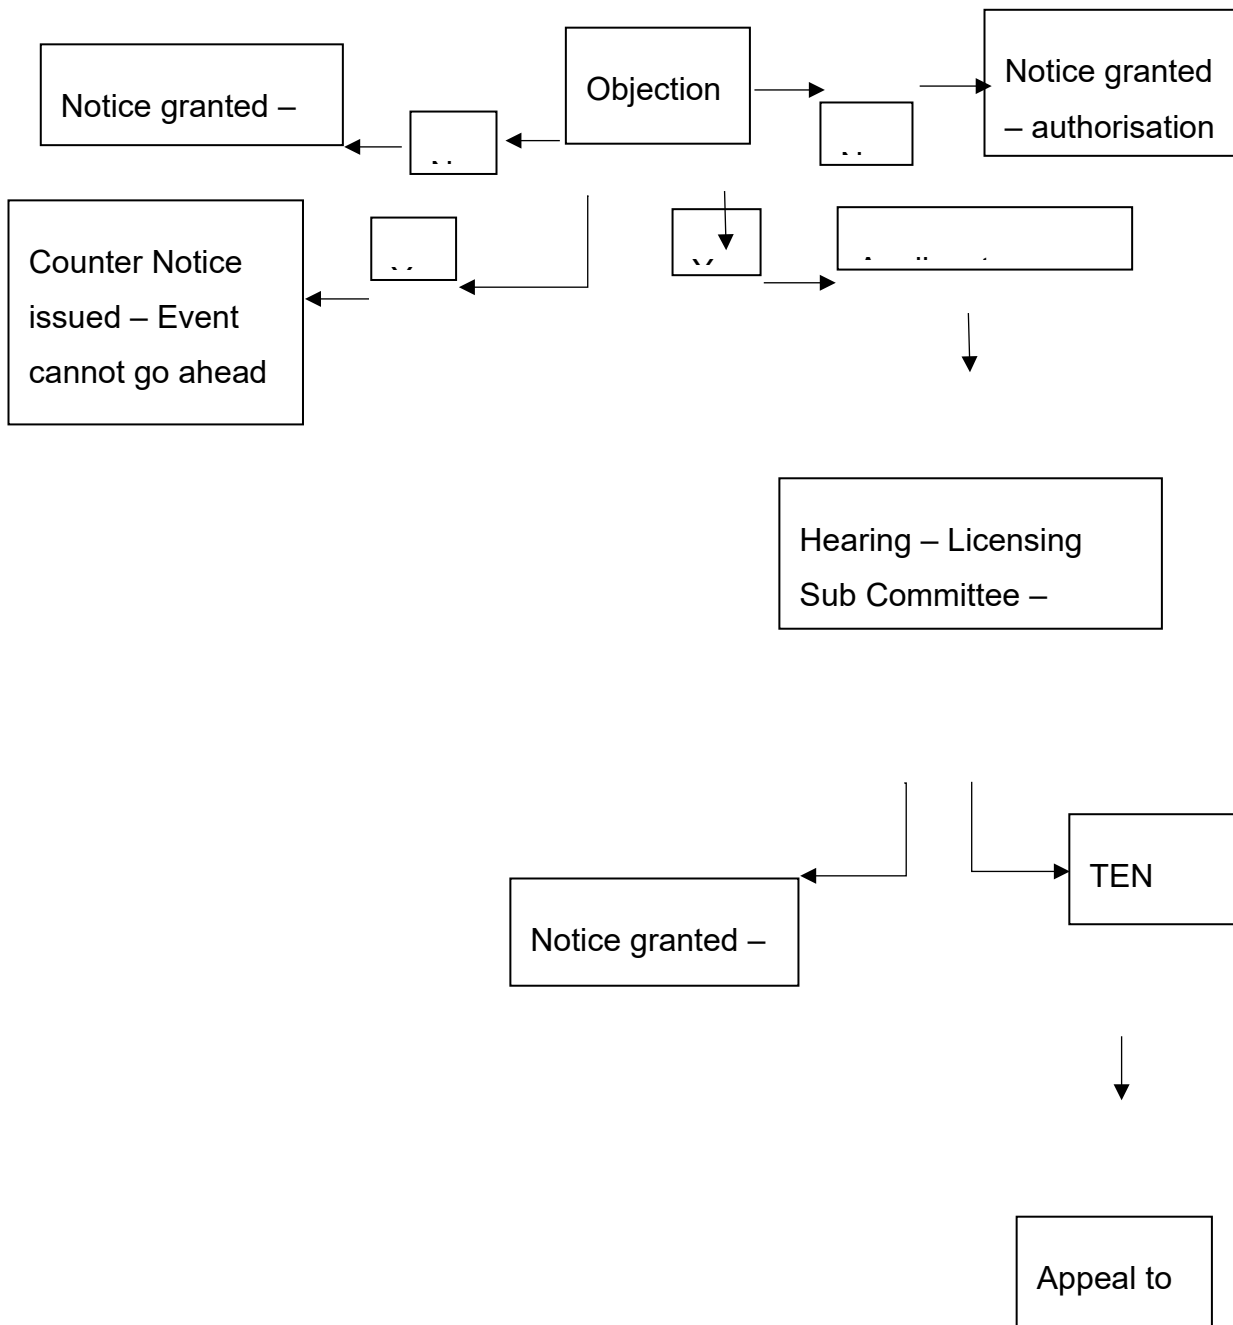 Objection
Notice granted
– authorisation
Notice granted –
Counter Notice
issued – Event
cannot go ahead
Hearing – Licensing
Sub Committee –
TEN
Notice granted –
Appeal to